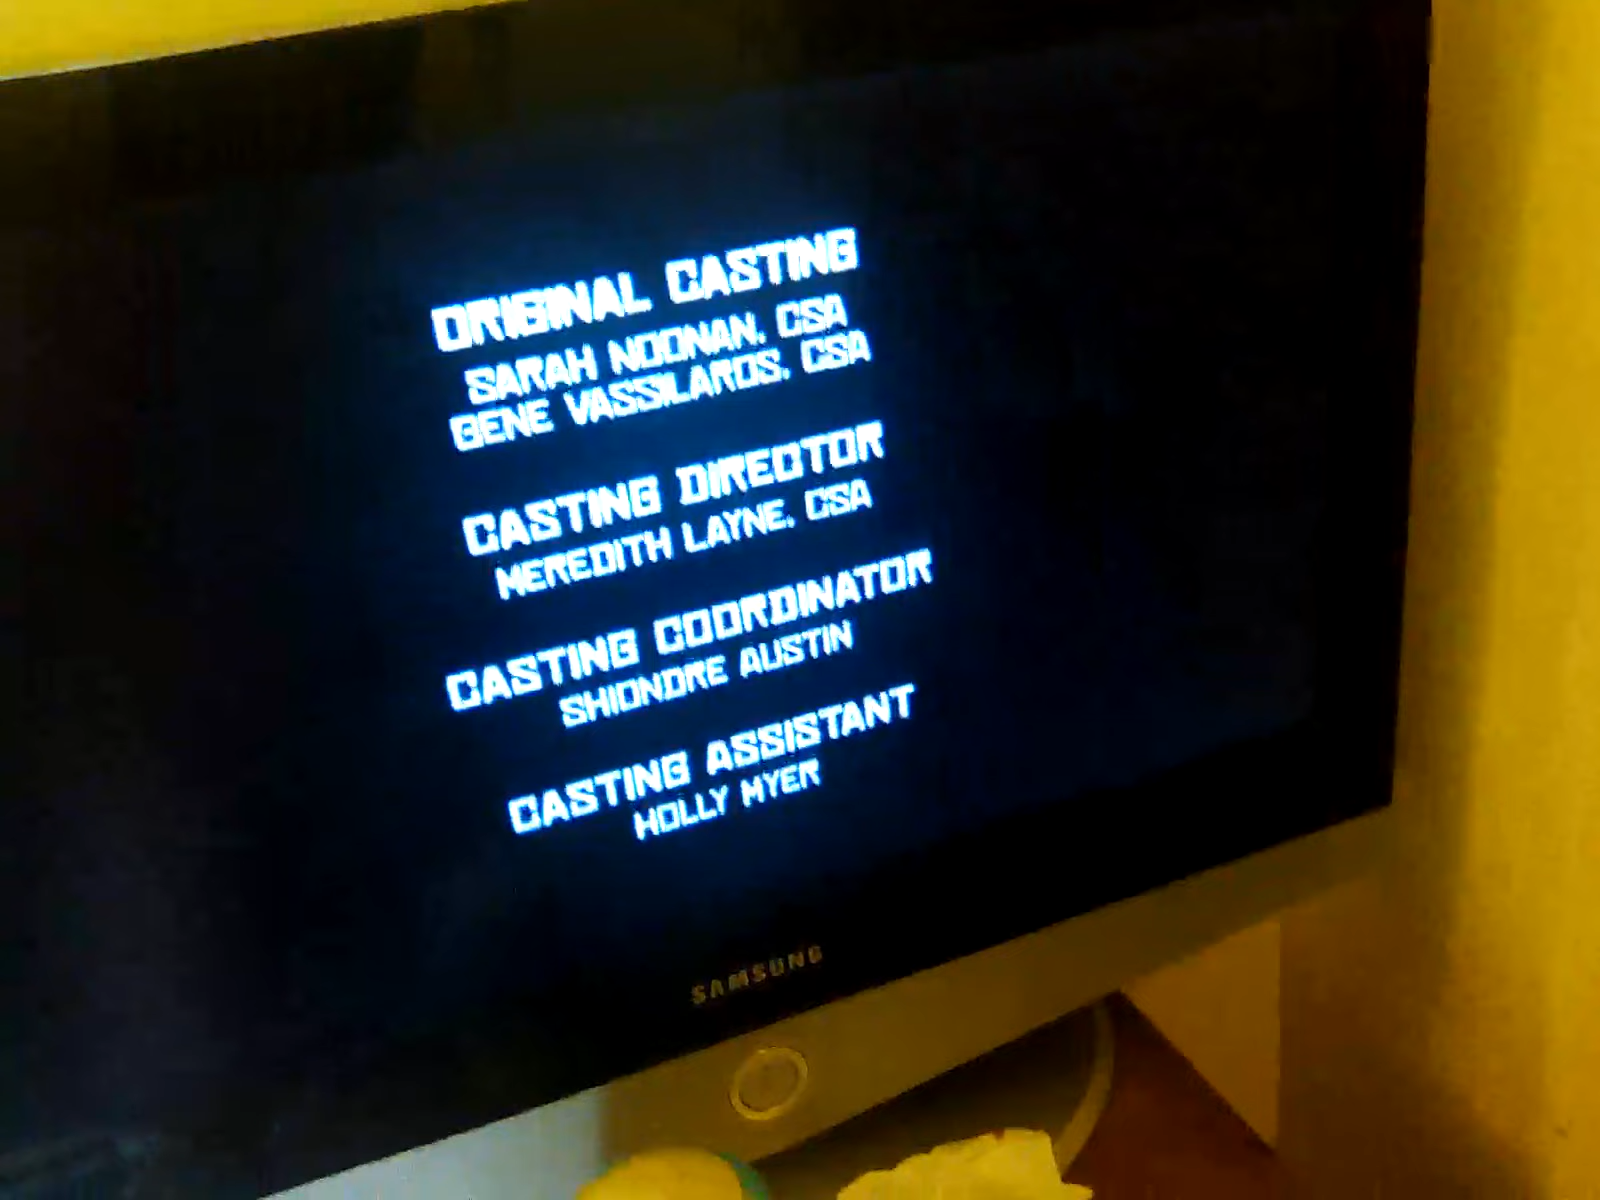 ORIGINAL CASTING
SARAH NOONAN, CSA
GENE VASSILAROS, CSA
CASTING DIRECTOR
MEREDITH LAYNE, CSA
CASTING COORDINATOR
SHIONDRE AUSTIN
CASTING ASSISTANT
HOLLY MYER
SAMSUNG